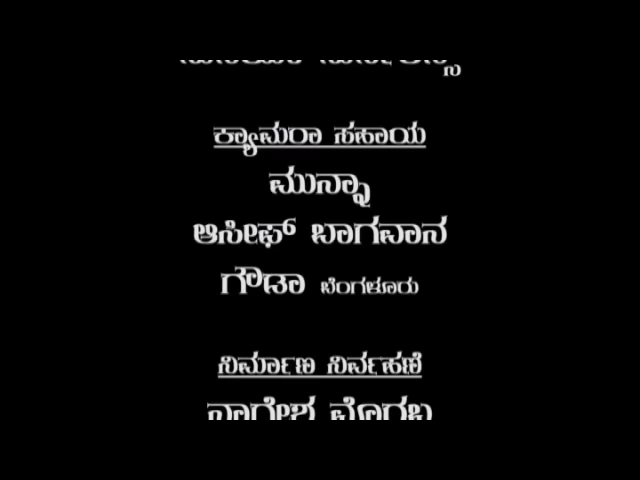 ಕ್ಯಾಮರಾ ಸಹಾಯ
ಮುನ್ನಾ
ಆಸೀಫ್ ಬಾಗವಾನ
ಗೌಡಾ ಬೆಂಗಳೂರು
ನಿರ್ಮಾಣ ನಿರ್ವಹಣೆ
ನಾಗೇಶ